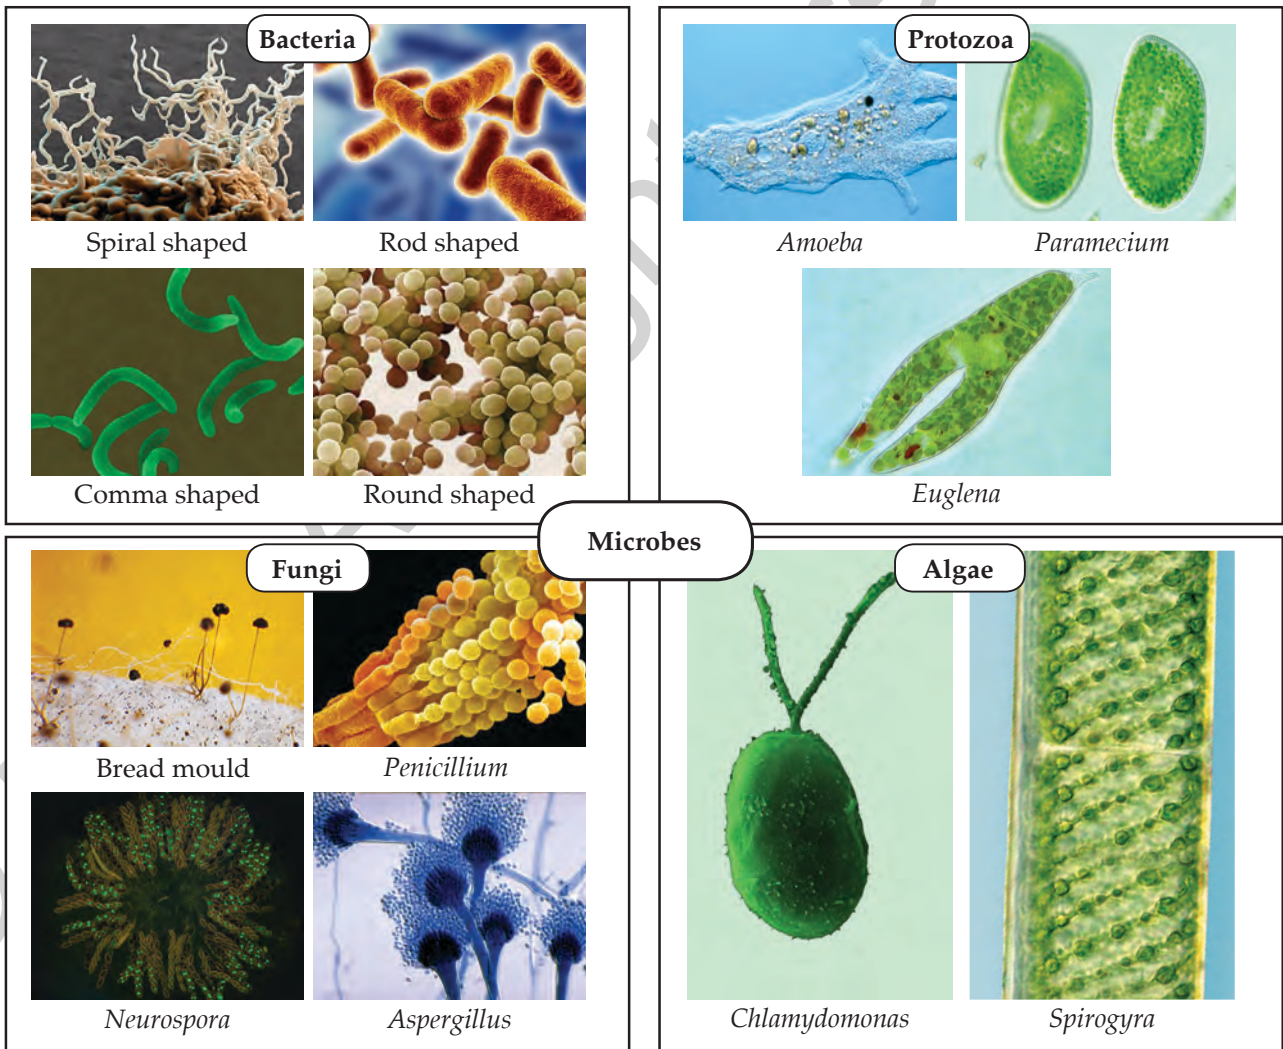 Bacteria
Spiral shaped
Rod shaped
Comma shaped
Round shaped
Protozoa
Amoeba
Paramecium
Euglena
Microbes
Fungi
Bread mould
Penicillium
Neurospora
Aspergillus
Algae
Chlamydomonas
Spirogyra